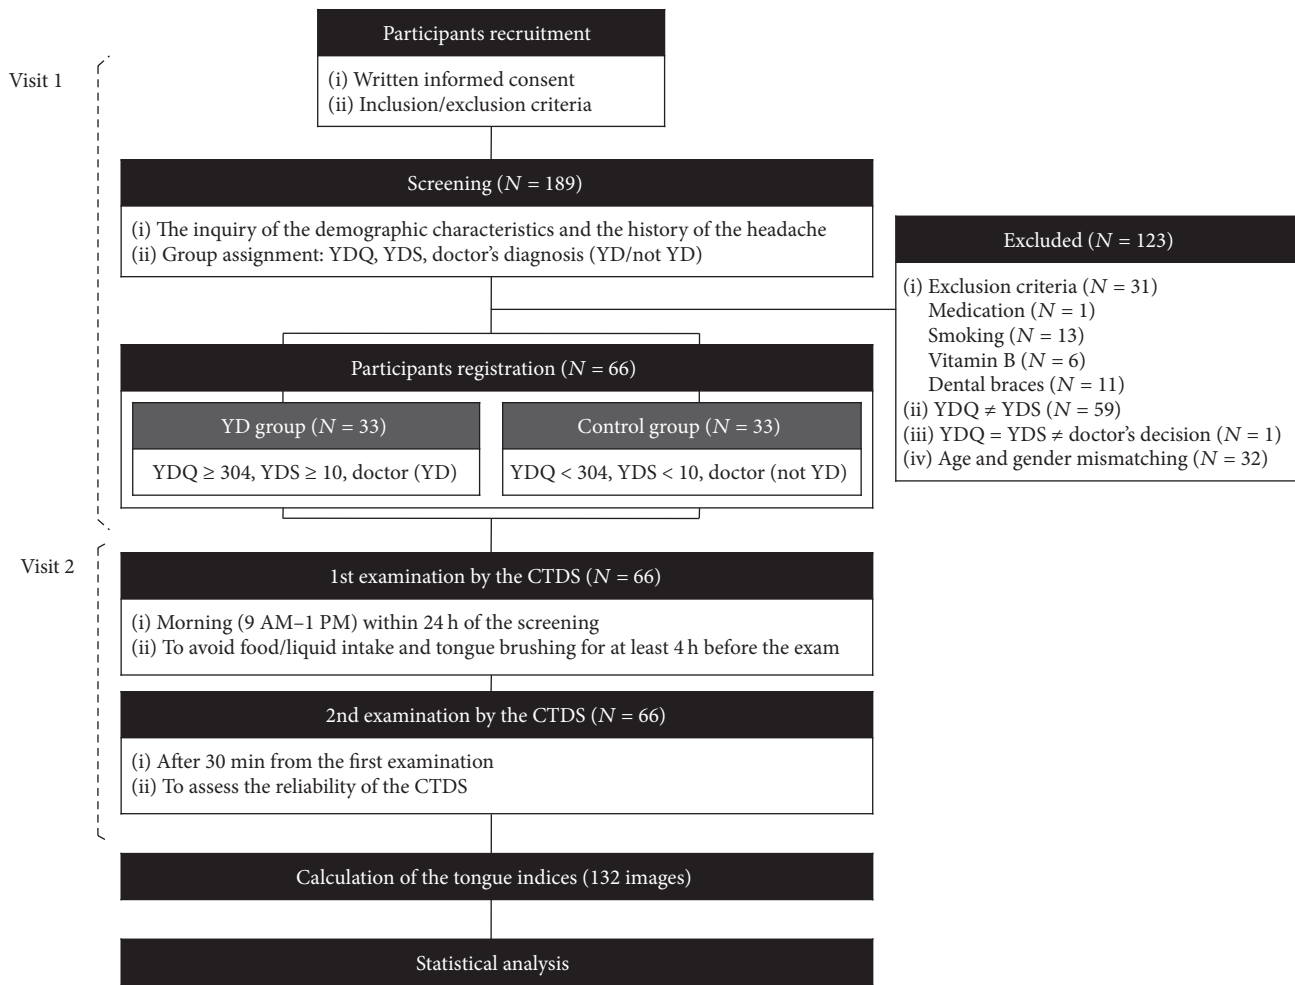 Participants recruitment
Visit 1
(i) Written informed consent
(ii) Inclusion/exclusion criteria
Screening (N = 189)
(i) The inquiry of the demographic characteristics and the history of the headache
(ii) Group assignment: YDQ, YDS, doctor's diagnosis (YD/not YD)
Excluded (N = 123)
(i) Exclusion criteria (N = 31)
Medication (N = 1)
Smoking (N = 13)
Vitamin B (N = 6)
Dental braces (N = 11)
(ii) YDQ ≠ YDS (N = 59)
(iii) YDQ = YDS ≠ doctor's decision (N = 1)
(iv) Age and gender mismatching (N = 32)
Participants registration (N = 66)
YD group (N = 33)
YDQ ≥ 304, YDS ≥ 10, doctor (YD)
Control group (N = 33)
YDQ < 304, YDS < 10, doctor (not YD)
Visit 2
1st examination by the CTDS (N = 66)
(i) Morning (9 AM–1 PM) within 24 h of the screening
(ii) To avoid food/liquid intake and tongue brushing for at least 4 h before the exam
2nd examination by the CTDS (N = 66)
(i) After 30 min from the first examination
(ii) To assess the reliability of the CTDS
Calculation of the tongue indices (132 images)
Statistical analysis